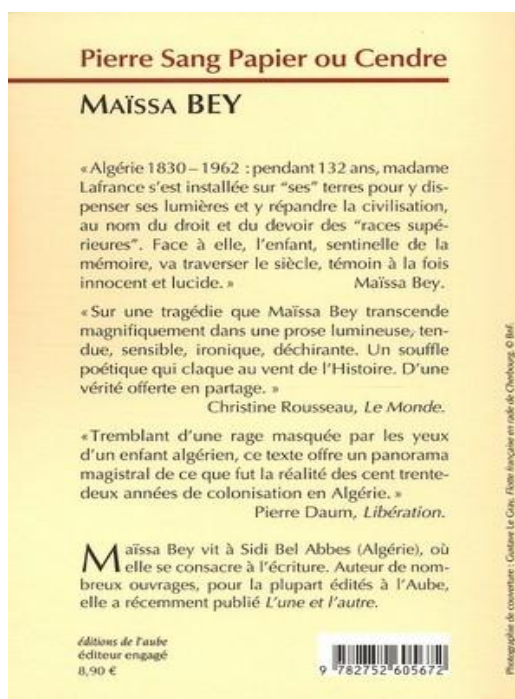 Pierre Sang Papier ou Cendre
MAÏSSA BEY
« Algérie 1830 – 1962 : pendant 132 ans, madame
Lafrance s'est installée sur "ses" terres pour y dis-
penser ses lumières et y répandre la civilisation,
au nom du droit et du devoir des "races supé-
rieures". Face à elle, l'enfant, sentinelle de la
mémoire, va traverser le siècle, témoin à la fois
innocent et lucide. » Maïssa Bey.
« Sur une tragédie que Maïssa Bey transcende
magnifiquement dans une prose lumineuse, ten-
due, sensible, ironique, déchirante. Un souffle
poétique qui claque au vent de l'Histoire. D'une
vérité offerte en partage. »
Christine Rousseau, Le Monde.
« Tremblant d'une rage masquée par les yeux
d'un enfant algérien, ce texte offre un panorama
magistral de ce que fut la réalité des cent trente-
deux années de colonisation en Algérie. »
Pierre Daum, Libération.
Maïssa Bey vit à Sidi Bel Abbes (Algérie), où
elle se consacre à l'écriture. Auteur de nom-
breux ouvrages, pour la plupart édités à l'Aube,
elle a récemment publié L'une et l'autre.
éditions de l'aube
éditeur engagé
8,90 €
9 782752 605672
Photographie de couverture : Gustave Le Gray, Flotte française en rade de Cherbourg, © BnF.